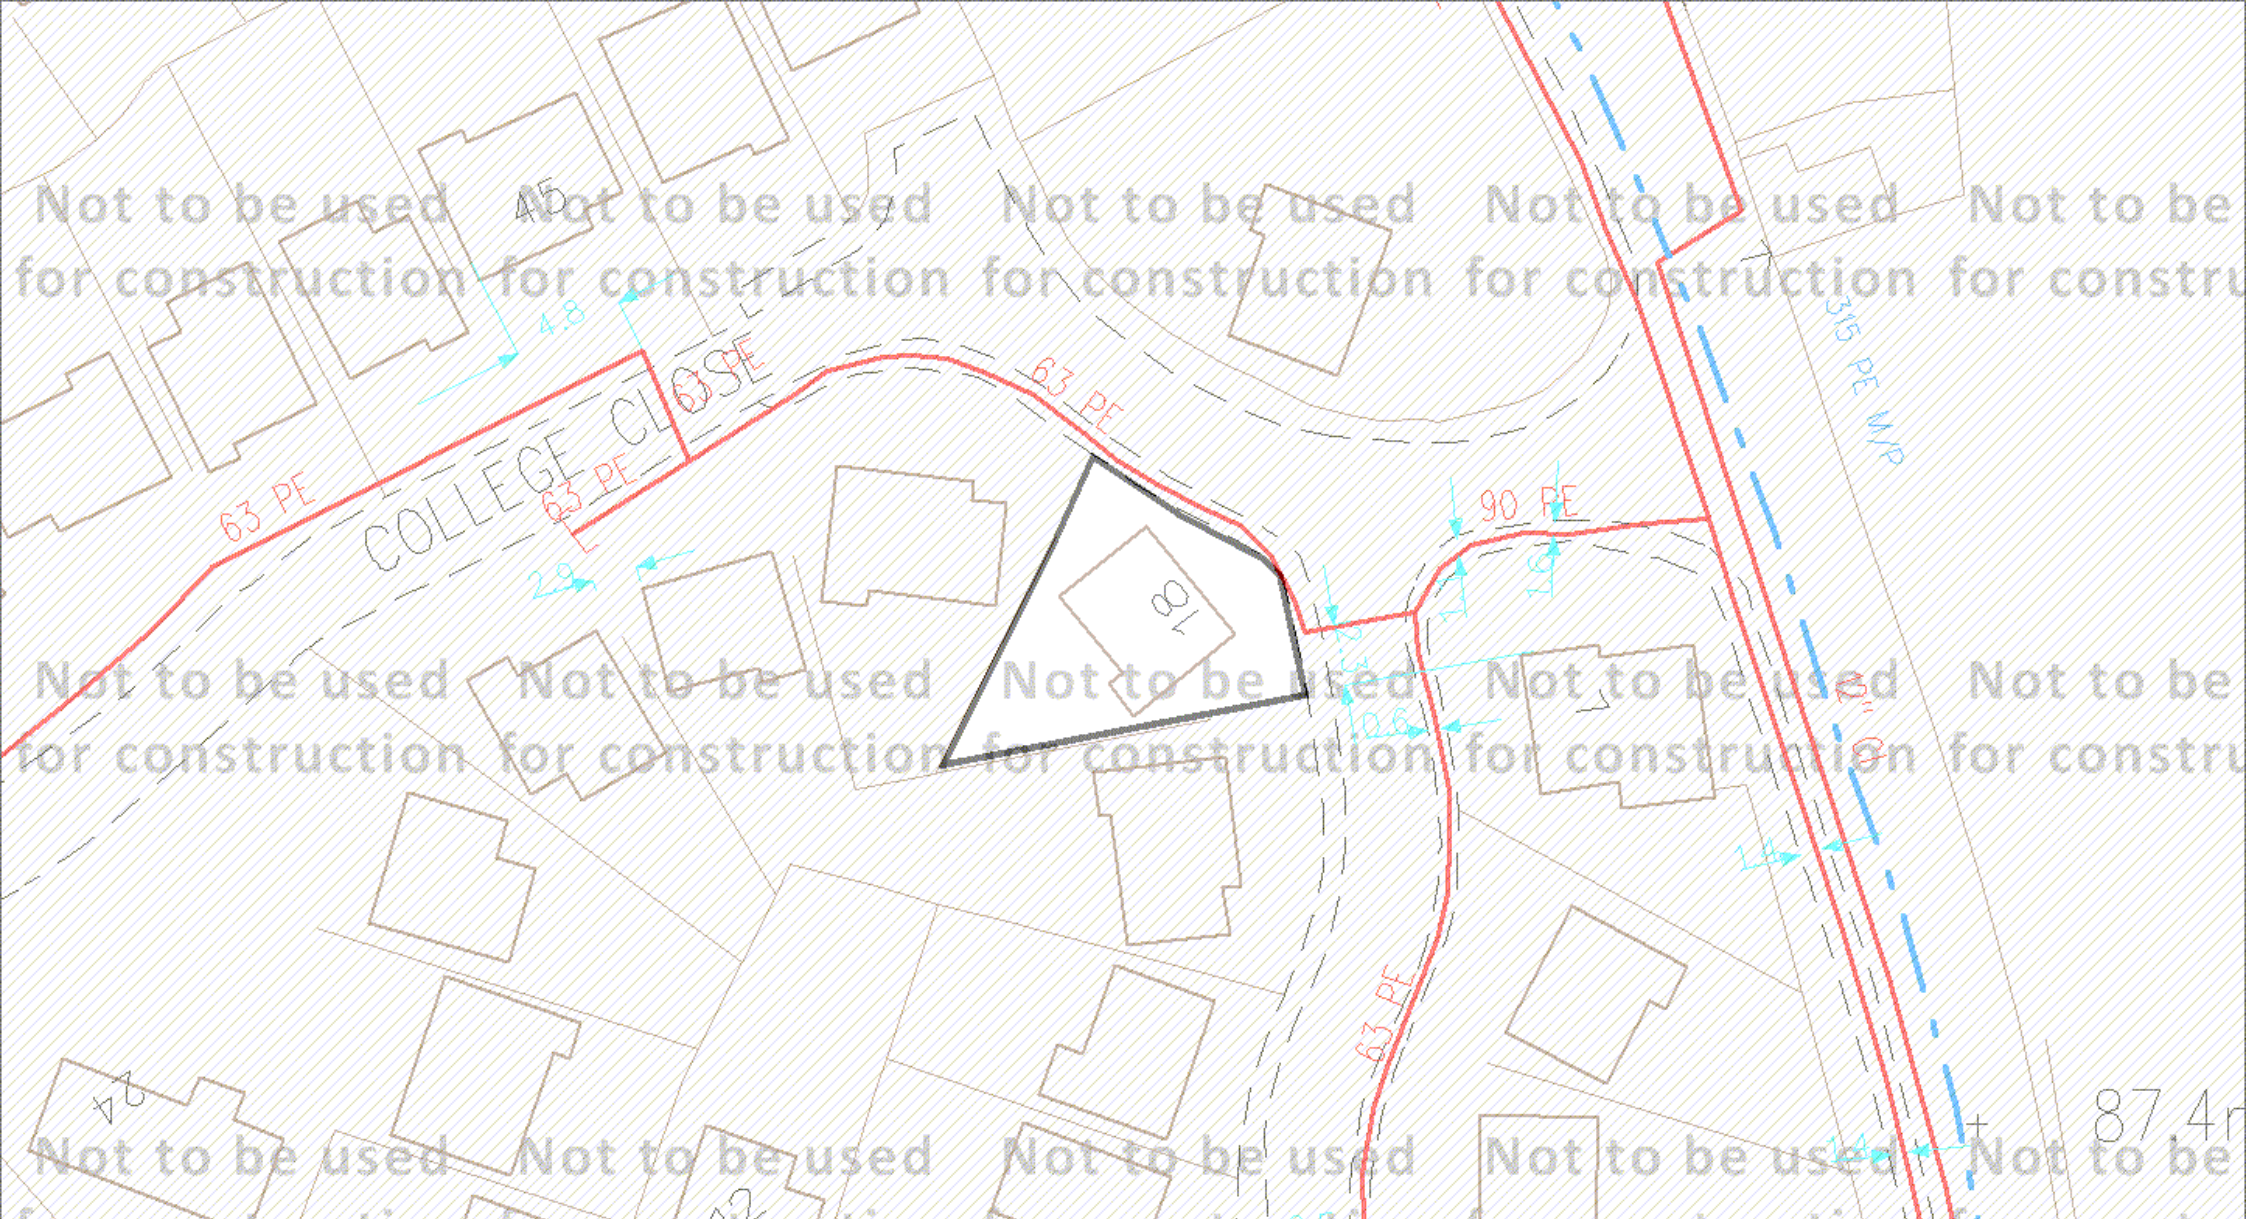 Not to be used Not to be used Not to be used Not to be used Not to be
for construction for construction for construction for construction for constru
45
4.8
315 PE M/P
63 PE
63 PE
63 PE
COLLEGE CLOSE
63 PE
90 PE
2.9
1.6
18
2.3
Not to be used Not to be used Not to be used Not to be used Not to be
7
12" CI
0.6
for construction for construction for construction for construction for constru
1.4
63 PE
24
87.4m
1.4
Not to be used Not to be used Not to be used Not to be used Not to be
42